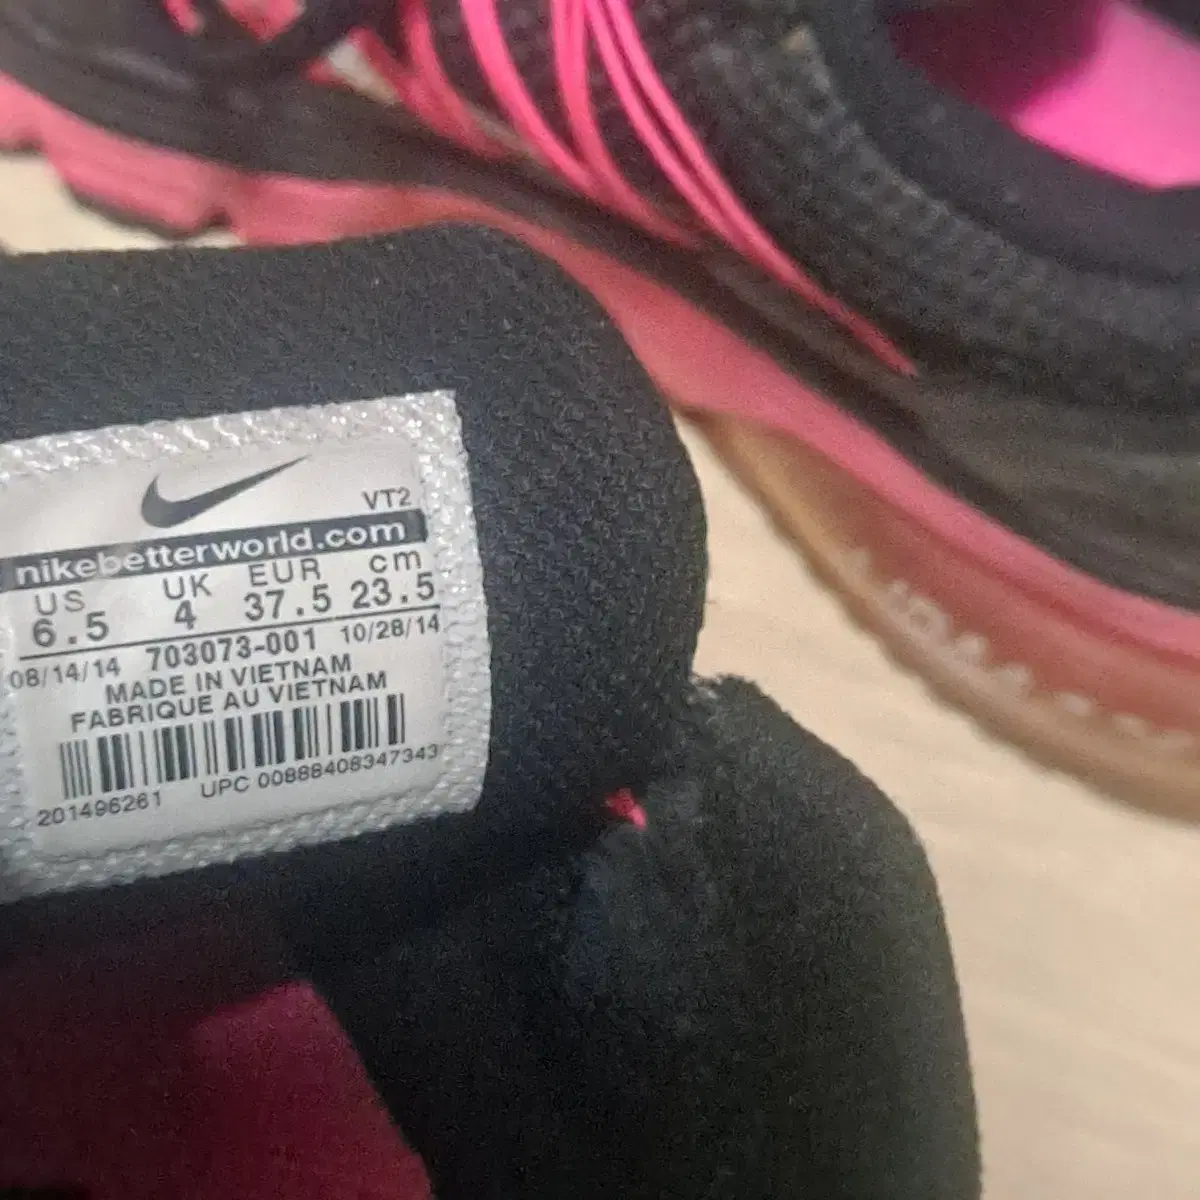 VT2
nikebetterworld.com
US UK EUR cm
6.5 4 37.5 23.5
08/14/14 703073-001 10/28/14
MADE IN VIETNAM
FABRIQUE AU VIETNAM
201496261 UPC 00888408347343